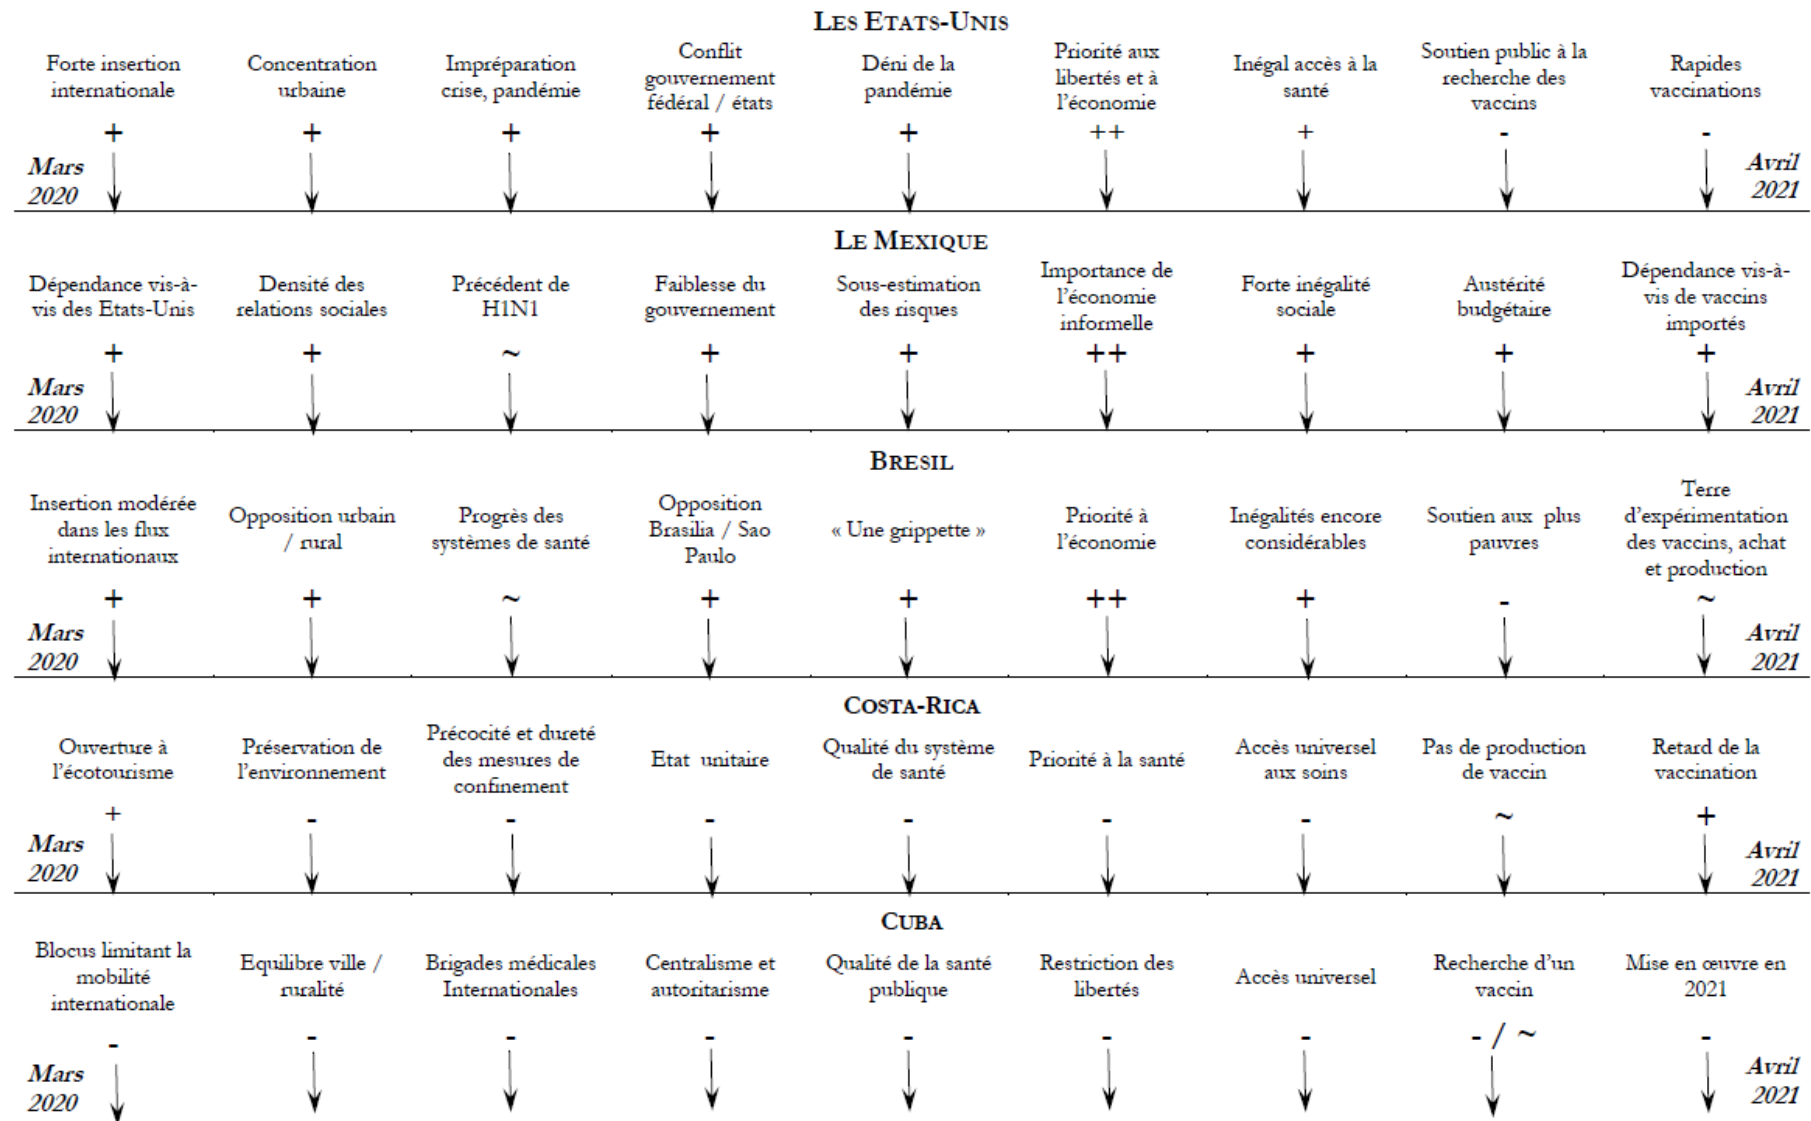 LES ETATS-UNIS
Forte insertion
internationale
Concentration
urbaine
Impréparation
crise, pandémie
Conflit
gouvernement
fédéral / états
Déni de la
pandémie
Priorité aux
libertés et à
l'économie
Inégal accès à la
santé
Soutien public à la
recherche des
vaccins
Rapides
vaccinations
+
+
+
+
+
++
+
-
-
Mars
2020
Avril
2021
LE MEXIQUE
Dépendance vis-à-
vis des Etats-Unis
Densité des
relations sociales
Précédent de
H1N1
Faiblesse du
gouvernement
Sous-estimation
des risques
Importance de
l'économie
informelle
Forte inégalité
sociale
Austérité
budgétaire
Dépendance vis-à-
vis de vaccins
importés
+
+
~
+
+
++
+
+
+
Mars
2020
Avril
2021
BRESIL
Insertion modérée
dans les flux
internationaux
Opposition urbain
/ rural
Progrès des
systèmes de santé
Opposition
Brasilia / Sao
Paulo
« Une grippette »
Priorité à
l'économie
Inégalités encore
considérables
Soutien aux plus
pauvres
Terre
d'expérimentation
des vaccins, achat
et production
+
+
~
+
+
++
+
-
~
Mars
2020
Avril
2021
COSTA-RICA
Ouverture à
l'écotourisme
Préservation de
l'environnement
Précocité et dureté
des mesures de
confinement
Etat unitaire
Qualité du système
de santé
Priorité à la santé
Accès universel
aux soins
Pas de production
de vaccin
Retard de la
vaccination
+
-
-
-
-
-
-
~
+
Mars
2020
Avril
2021
CUBA
Blocus limitant la
mobilité
internationale
Equilibre ville /
ruralité
Brigades médicales
Internationales
Centralisme et
autoritarisme
Qualité de la santé
publique
Restriction des
libertés
Accès universel
Recherche d'un
vaccin
Mise en œuvre en
2021
-
-
-
-
-
-
-
- / ~
-
Mars
2020
Avril
2021